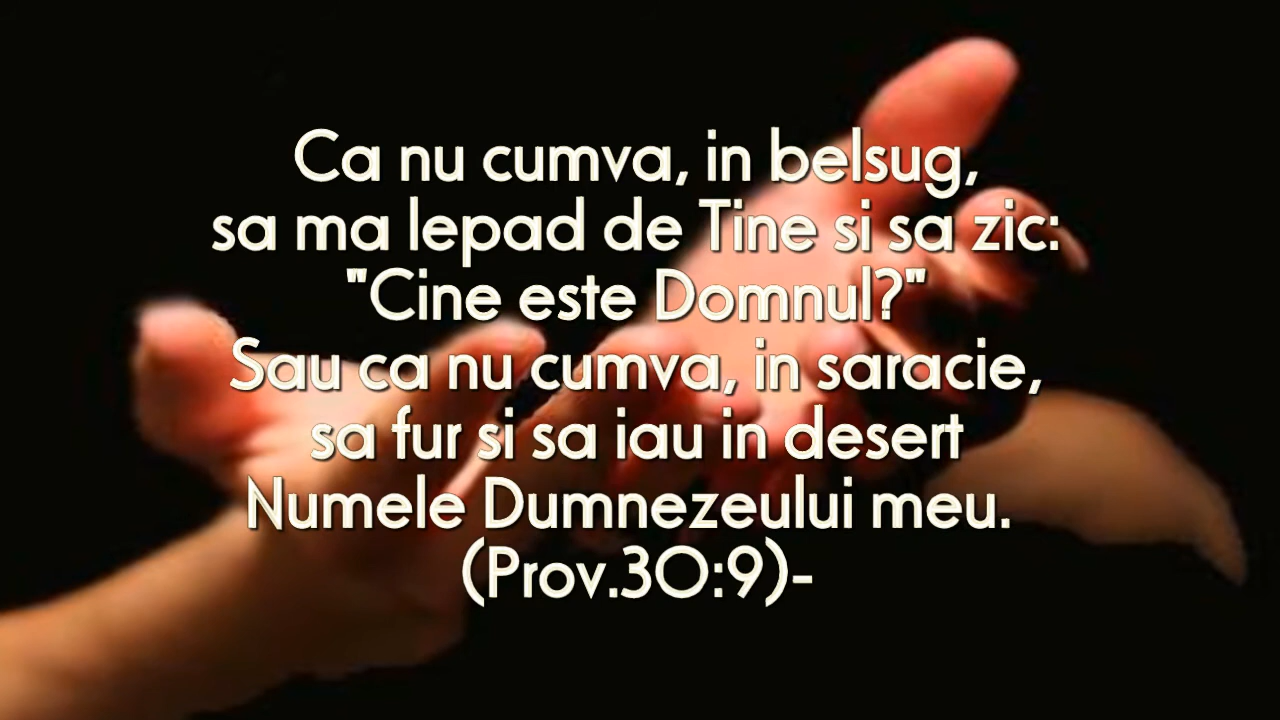 Ca nu cumva, in belsug,
sa ma lepad de Tine si sa zic:
"Cine este Domnul?"
Sau ca nu cumva, in saracie,
sa fur si sa iau in desert
Numele Dumnezeului meu.
(Prov.30:9)-